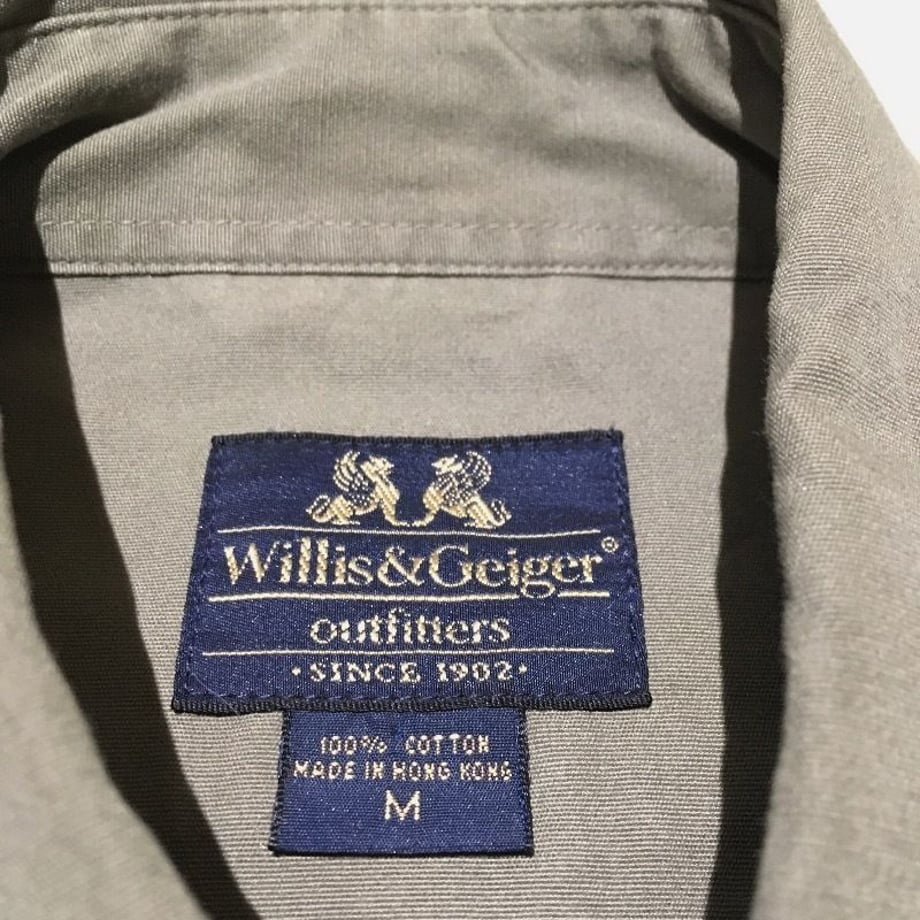 Willis&Geiger®
outfitters
·SINCE 1902·
100% COTTON
MADE IN HONG KONG
M